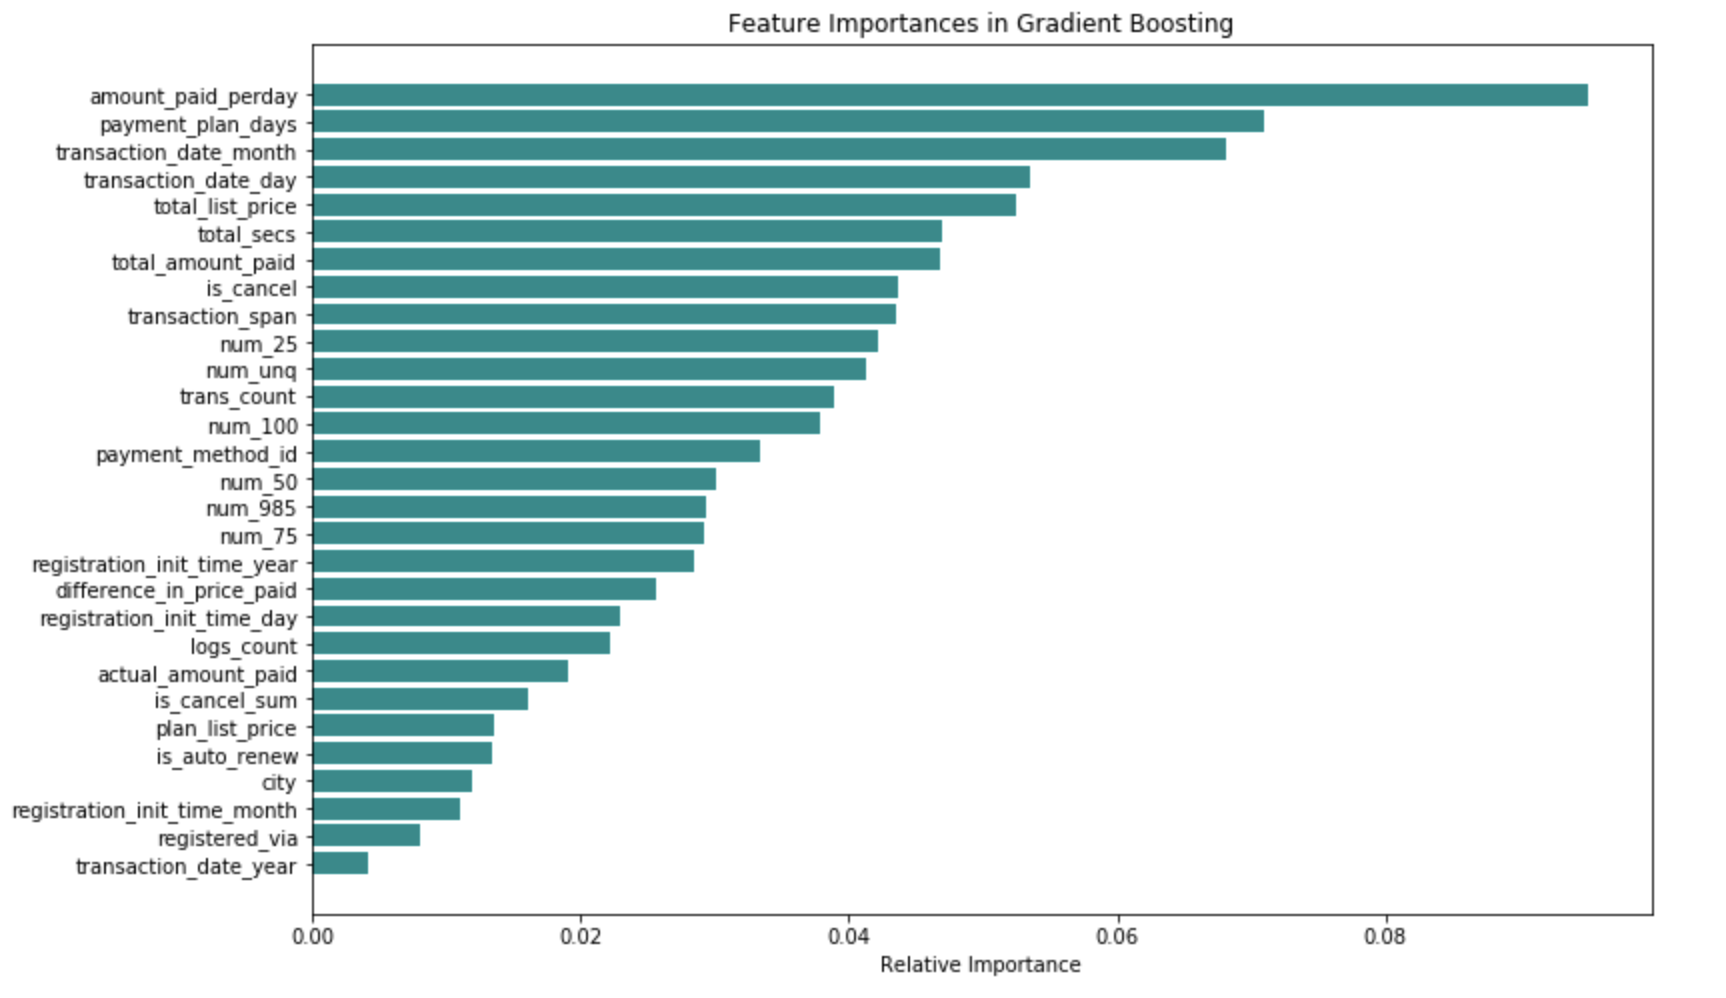 Feature Importances in Gradient Boosting
amount_paid_perday
payment_plan_days
transaction_date_month
transaction_date_day
total_list_price
total_secs
total_amount_paid
is_cancel
transaction_span
num_25
num_unq
trans_count
num_100
payment_method_id
num_50
num_985
num_75
registration_init_time_year
difference_in_price_paid
registration_init_time_day
logs_count
actual_amount_paid
is_cancel_sum
plan_list_price
is_auto_renew
city
registration_init_time_month
registered_via
transaction_date_year
0.00 0.02 0.04 0.06 0.08
Relative Importance